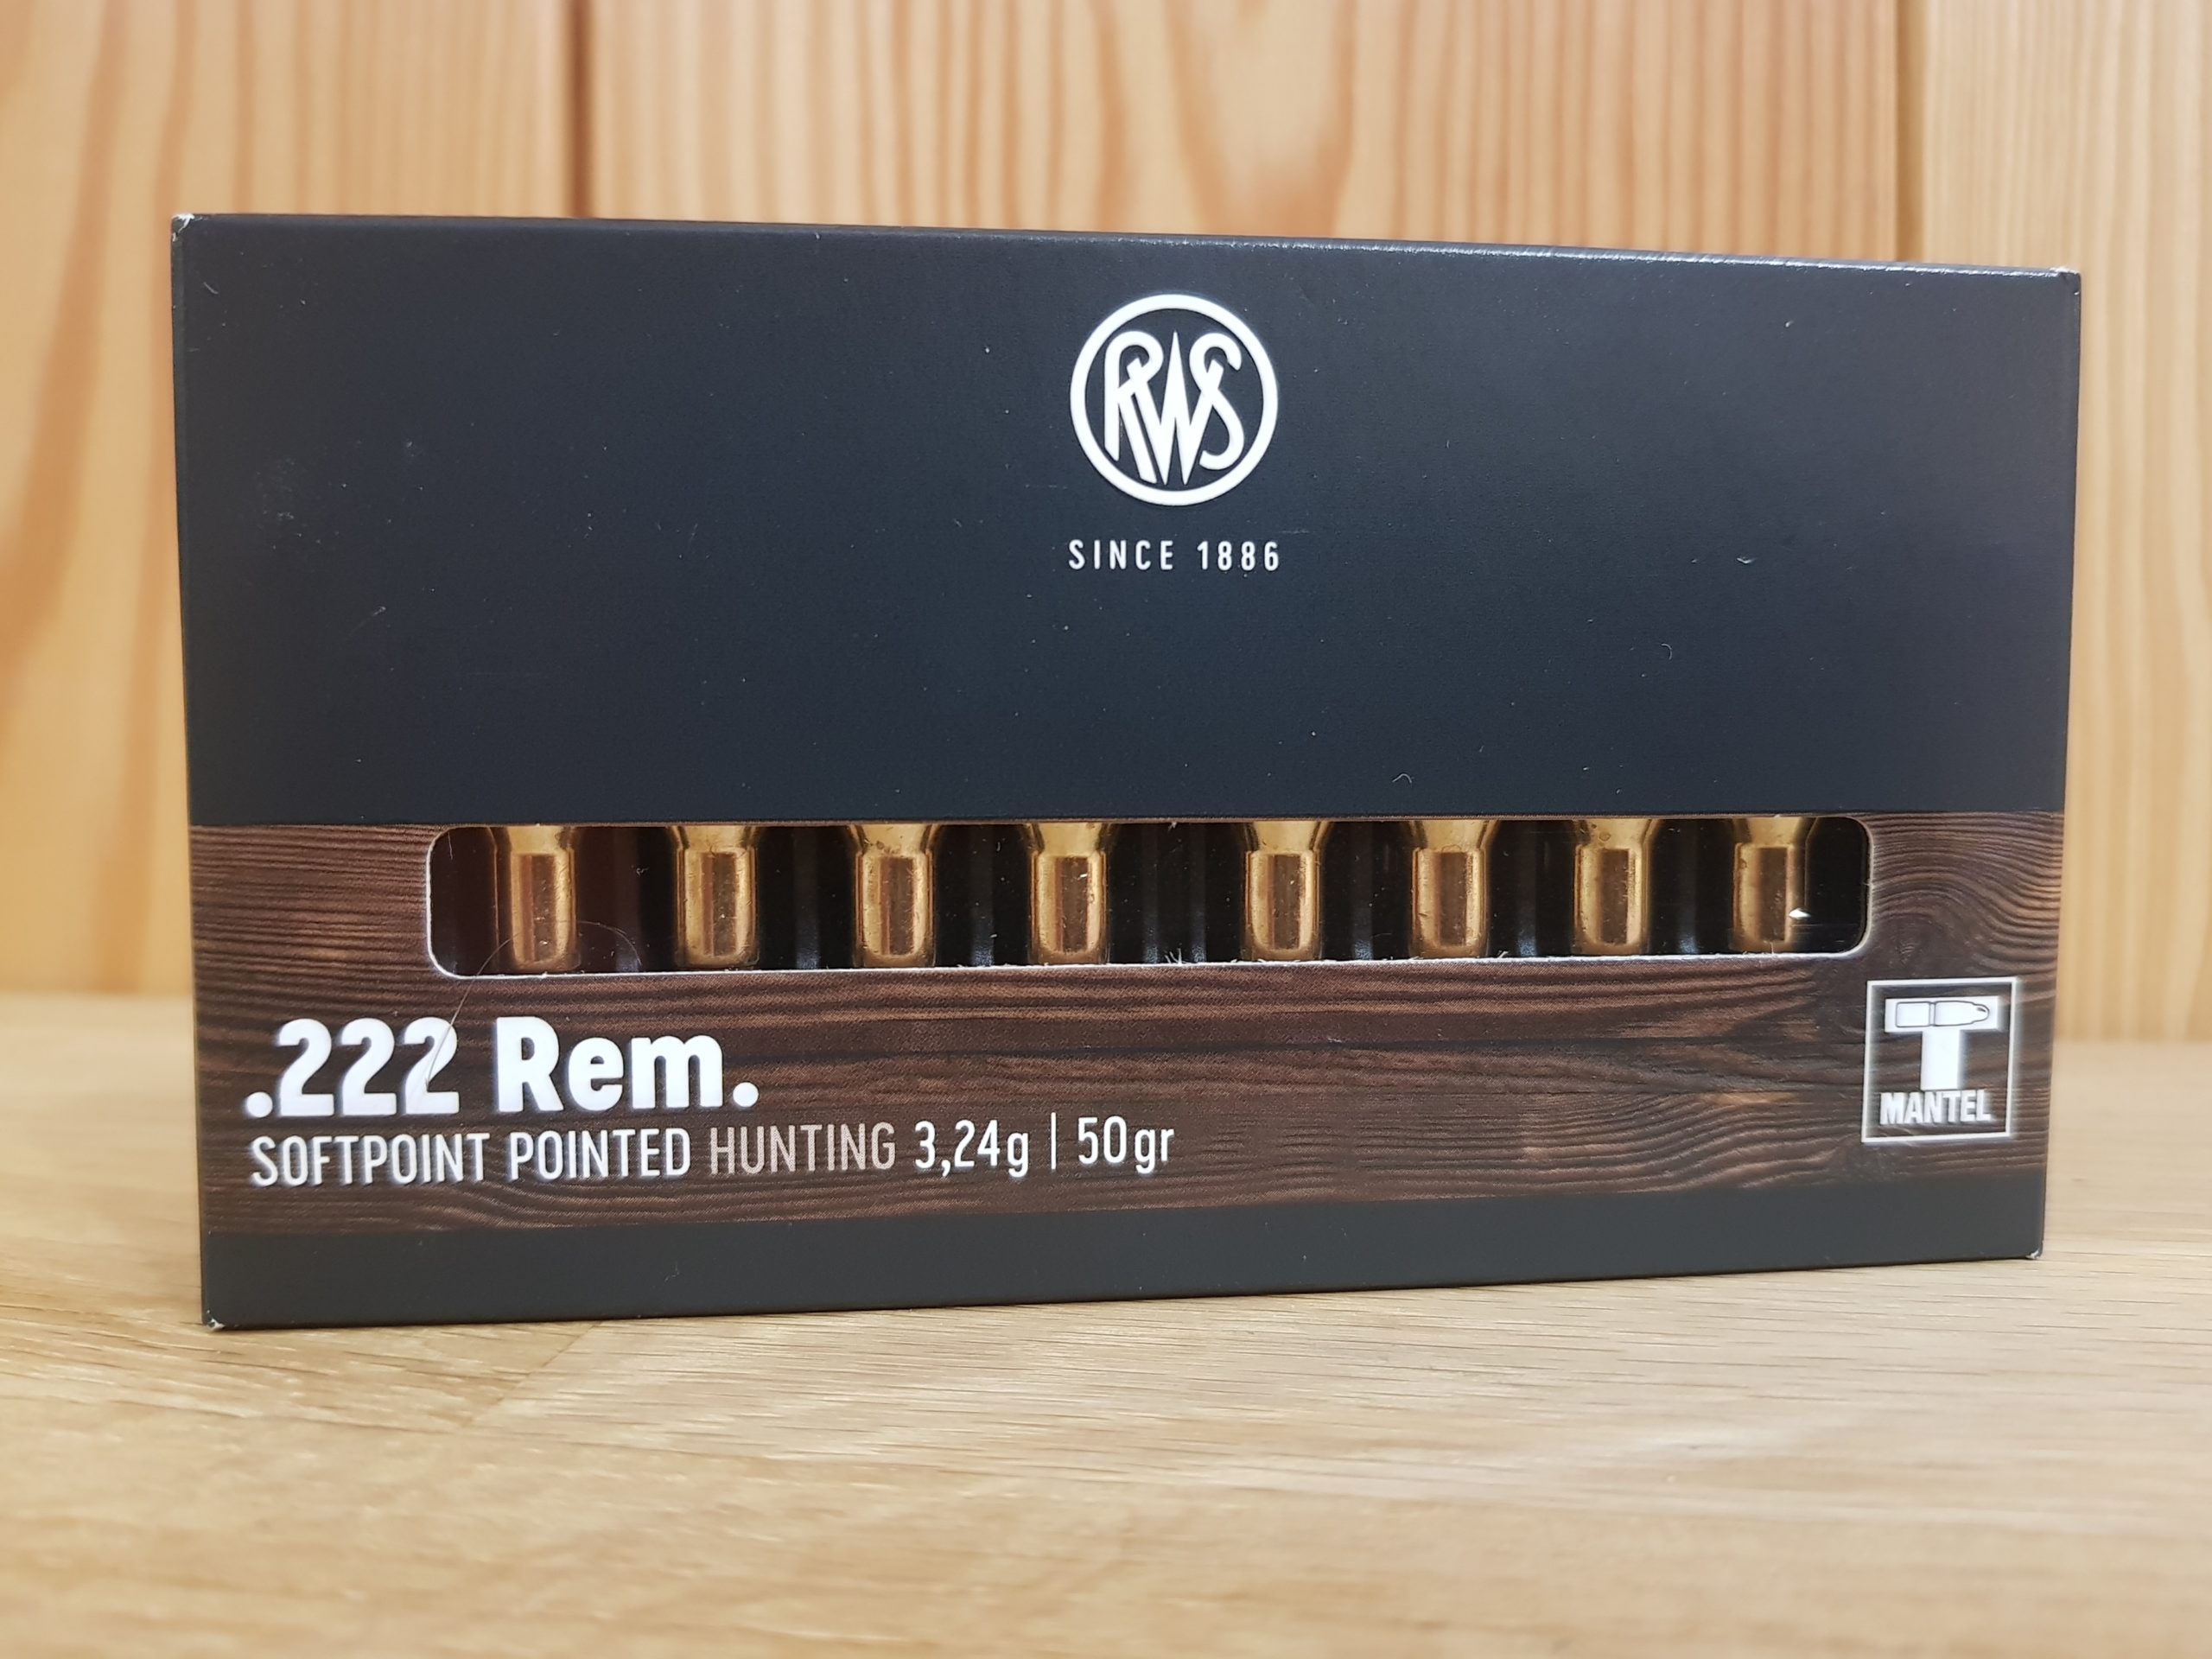 RWS
SINCE 1886
.222 Rem.
SOFTPOINT POINTED HUNTING 3,24g | 50gr
T
MANTEL